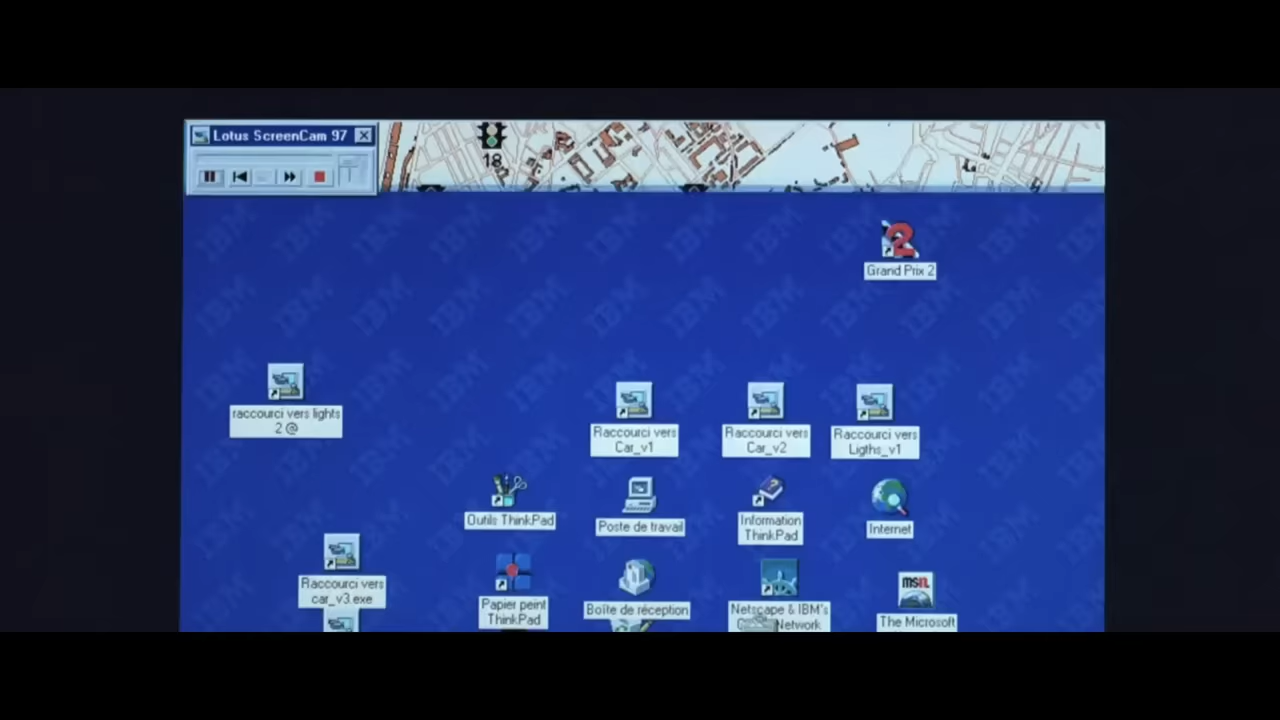 Lotus ScreenCam 97
18
Grand Prix 2
raccourci vers lights
2 @
Raccourci vers
Car_v1
Raccourci vers
Car_v2
Raccourci vers
Ligths_v1
Outils ThinkPad
Poste de travail
Information
ThinkPad
Internet
Raccourci vers
car_v3.exe
Papier peint
ThinkPad
Boîte de réception
Netscape & IBM's
Network
msn
The Microsoft
IBM